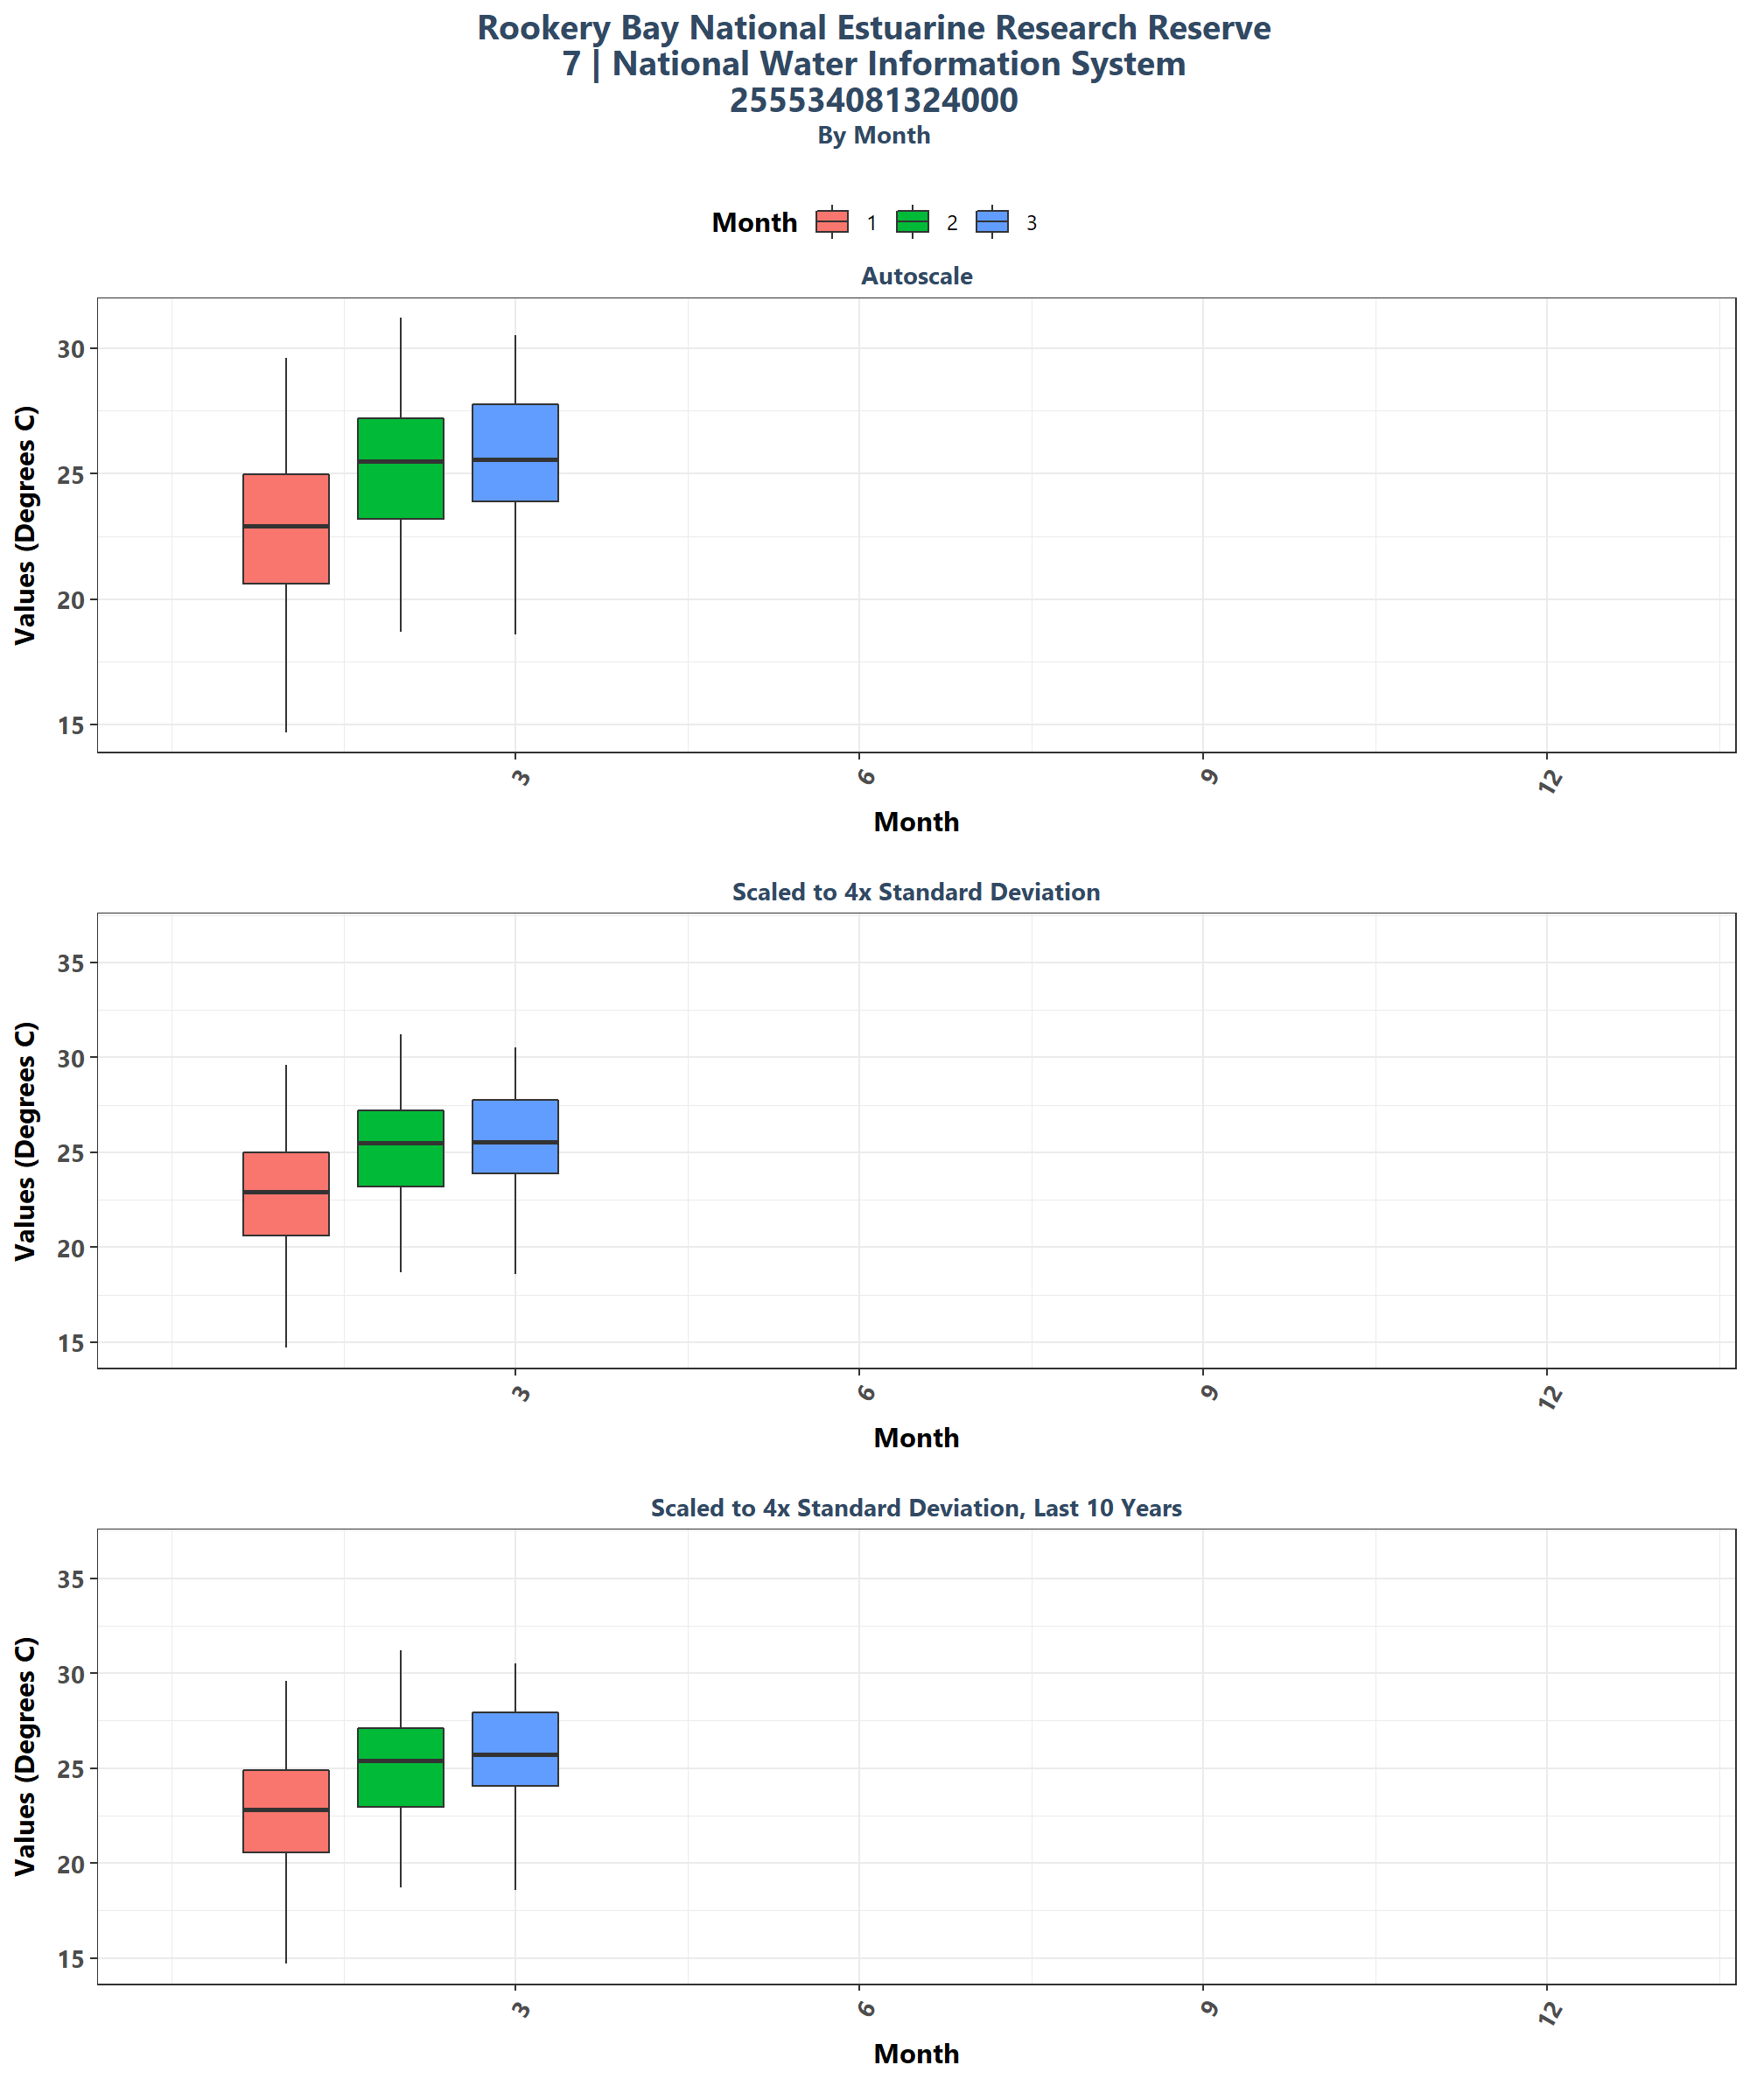 Rookery Bay National Estuarine Research Reserve
7 | National Water Information System
255534081324000
By Month
Month 1 2 3
Autoscale
Values (Degrees C)
30
25
20
15
3 6 9 12
Month
Scaled to 4x Standard Deviation
Values (Degrees C)
35
30
25
20
15
3 6 9 12
Month
Scaled to 4x Standard Deviation, Last 10 Years
Values (Degrees C)
35
30
25
20
15
3 6 9 12
Month